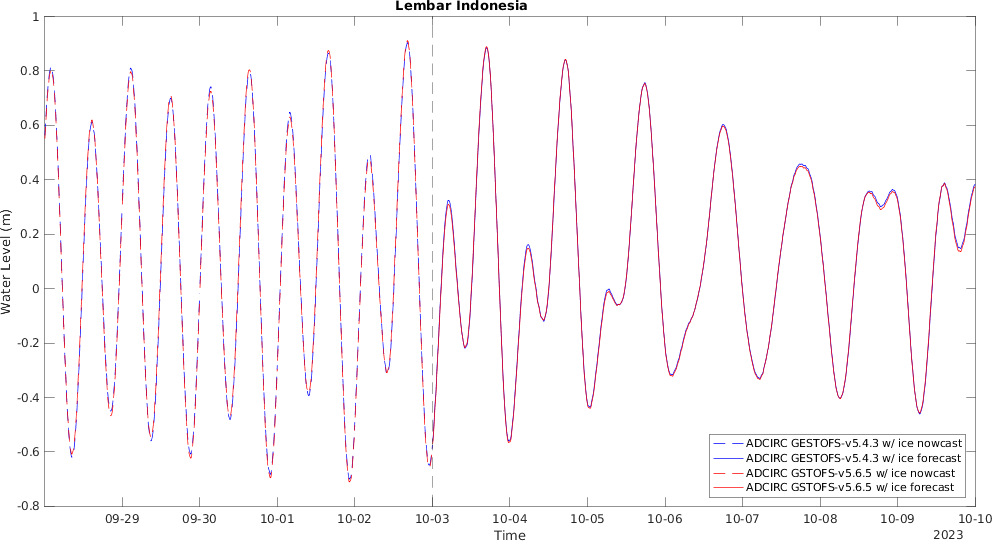 Lembar Indonesia
1
0.8
0.6
0.4
0.2
0
-0.2
-0.4
-0.6
-0.8
Water Level (m)
ADCIRC GESTOFS-v5.4.3 w/ ice nowcast
ADCIRC GESTOFS-v5.4.3 w/ ice forecast
ADCIRC GSTOFS-v5.6.5 w/ ice nowcast
ADCIRC GSTOFS-v5.6.5 w/ ice forecast
09-29 09-30 10-01 10-02 10-03 10-04 10-05 10-06 10-07 10-08 10-09 10-10
Time
2023